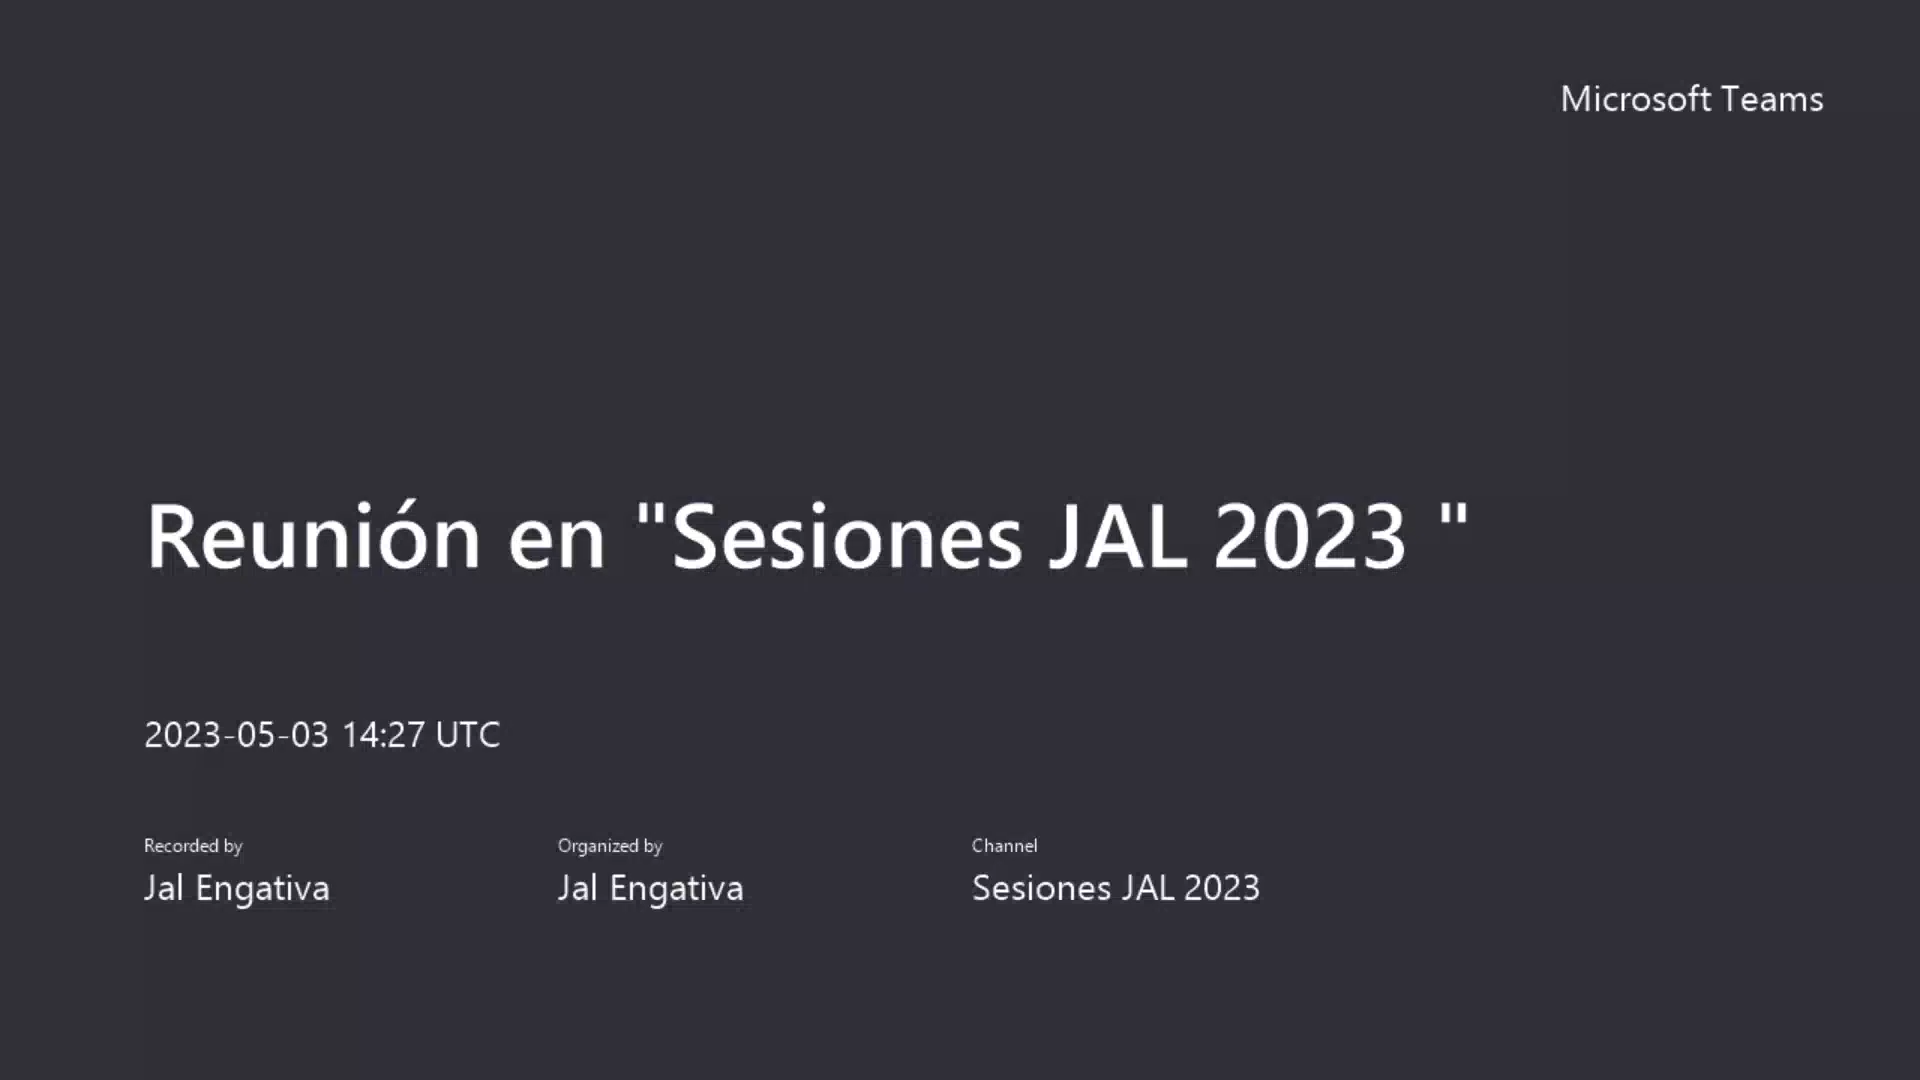 Microsoft Teams
Reunión en "Sesiones JAL 2023 "
2023-05-03 14:27 UTC
Recorded by
Jal Engativa
Organized by
Jal Engativa
Channel
Sesiones JAL 2023